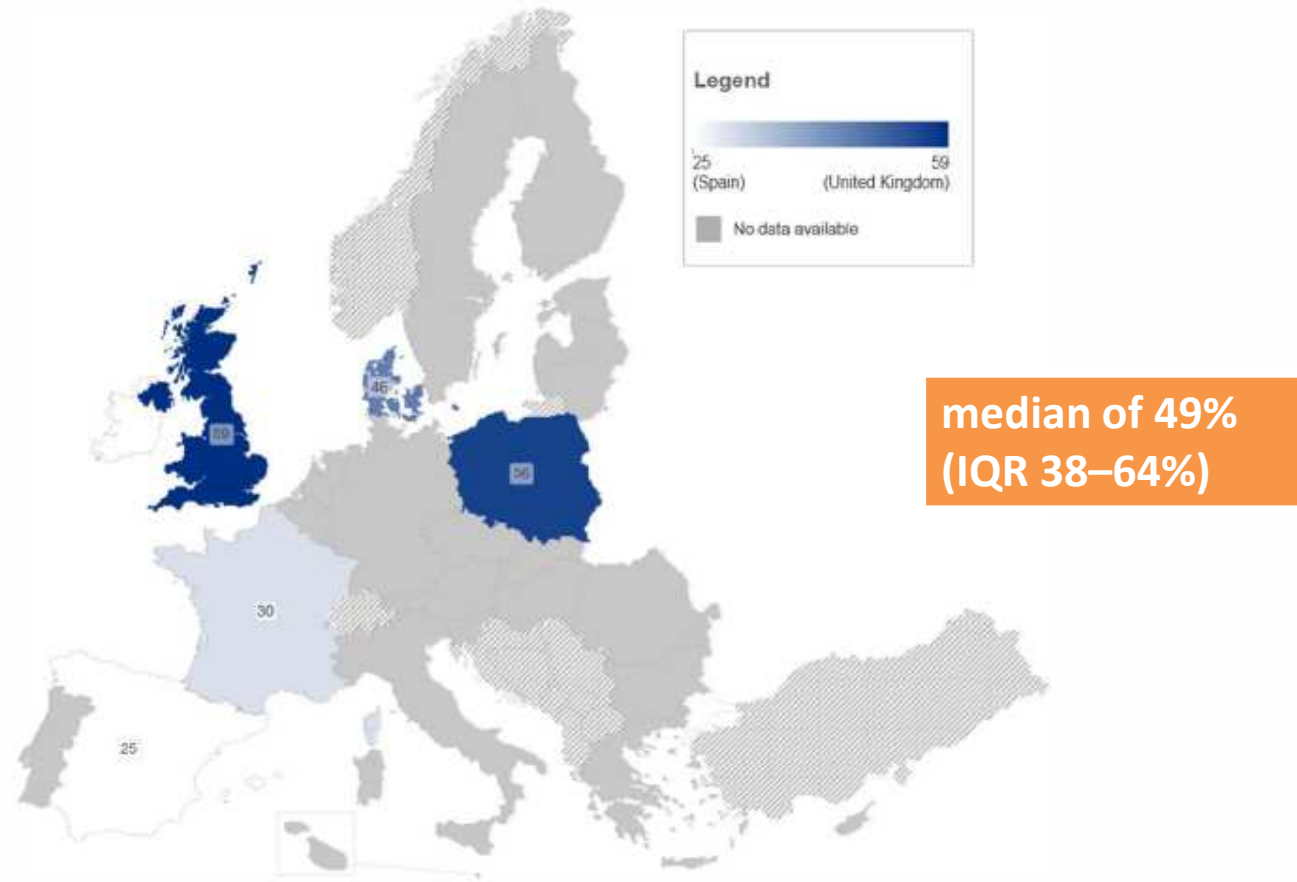 Legend
25
59
(Spain)
(United Kingdom)
No data available
46
59
56
30
25
median of 49%
(IQR 38–64%)